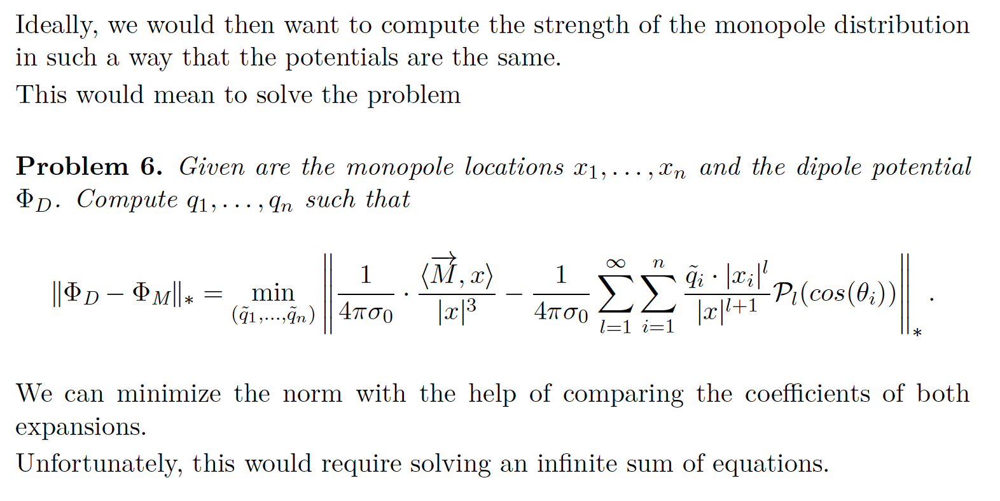 Ideally, we would then want to compute the strength of the monopole distribution
in such a way that the potentials are the same.
This would mean to solve the problem
Problem 6. Given are the monopole locations $x_1, \ldots, x_n$ and the dipole potential
$\Phi_D$. Compute $q_1, \ldots, q_n$ such that
$\|\Phi_D - \Phi_M\|_* = \min_{(\tilde{q}_1,\ldots,\tilde{q}_n)} \left\| \frac{1}{4\pi\sigma_0} \cdot \frac{\langle \overrightarrow{M}, x \rangle}{|x|^3} - \frac{1}{4\pi\sigma_0} \sum_{l=1}^{\infty} \sum_{i=1}^{n} \frac{\tilde{q}_i \cdot |x_i|^l}{|x|^{l+1}} \mathcal{P}_l(cos(\theta_i)) \right\|_* .$
We can minimize the norm with the help of comparing the coefficients of both
expansions.
Unfortunately, this would require solving an infinite sum of equations.